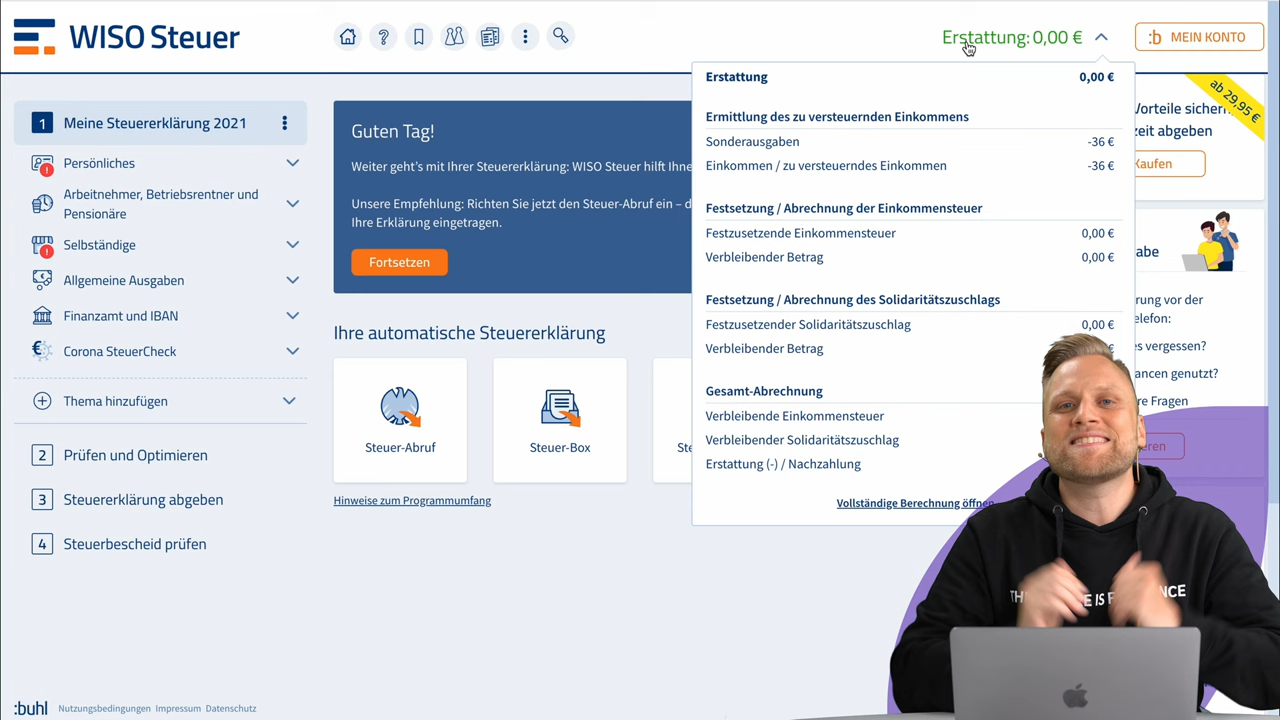 WISO Steuer
Erstattung: 0,00 €
:b MEIN KONTO
1 Meine Steuererklärung 2021
Persönliches
Arbeitnehmer, Betriebsrentner und
Pensionäre
Selbständige
Allgemeine Ausgaben
Finanzamt und IBAN
Corona SteuerCheck
Thema hinzufügen
2 Prüfen und Optimieren
3 Steuererklärung abgeben
4 Steuerbescheid prüfen
:buhl Nutzungsbedingungen Impressum Datenschutz
Guten Tag!
Weiter geht's mit Ihrer Steuererklärung: WISO Steuer hilft
Unsere Empfehlung: Richten Sie jetzt den Steuer-Abruf ein –
Ihre Erklärung eingetragen.
Fortsetzen
Ihre automatische Steuererklärung
Steuer-Abruf
Steuer-Box
Hinweise zum Programmumfang
Erstattung 0,00 €
Ermittlung des zu versteuernden Einkommens
Sonderausgaben -36 €
Einkommen / zu versteuerndes Einkommen -36 €
Festsetzung / Abrechnung der Einkommensteuer
Festzusetzende Einkommensteuer 0,00 €
Verbleibender Betrag 0,00 €
Festsetzung / Abrechnung des Solidaritätszuschlags
Festzusetzender Solidaritätszuschlag 0,00 €
Verbleibender Betrag €
Gesamt-Abrechnung
Verbleibende Einkommensteuer
Verbleibender Solidaritätszuschlag
Erstattung (-) / Nachzahlung
Vollständige Berechnung öffnen
ab 29,95 €
Vorteile
zeit abgeben
Kaufen
rung vor der
elefon:
es vergessen?
ancen genutzt?
re Fragen